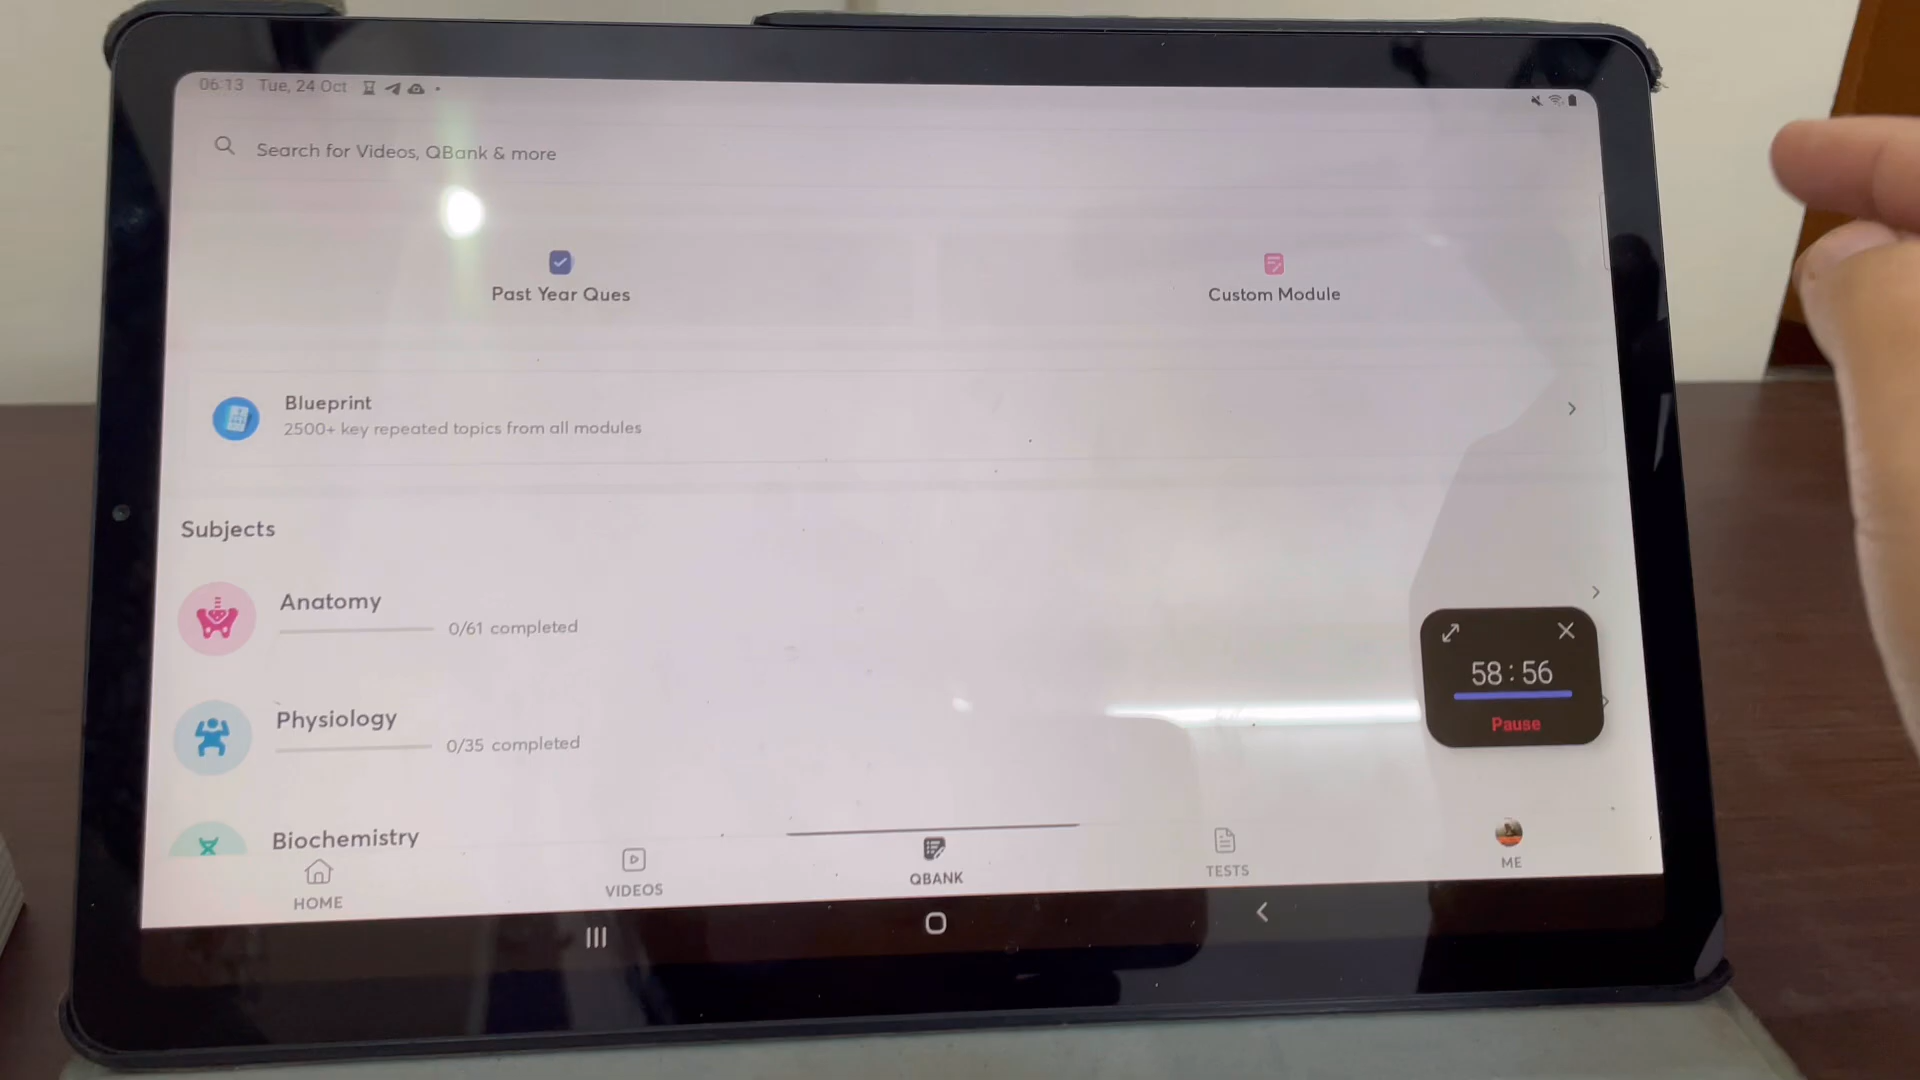 06:13 Tue, 24 Oct
Search for Videos, QBank & more
Past Year Ques
Custom Module
Blueprint
2500+ key repeated topics from all modules
Subjects
Anatomy
0/61 completed
58:56
Pause
Physiology
0/35 completed
Biochemistry
HOME
VIDEOS
QBANK
TESTS
ME